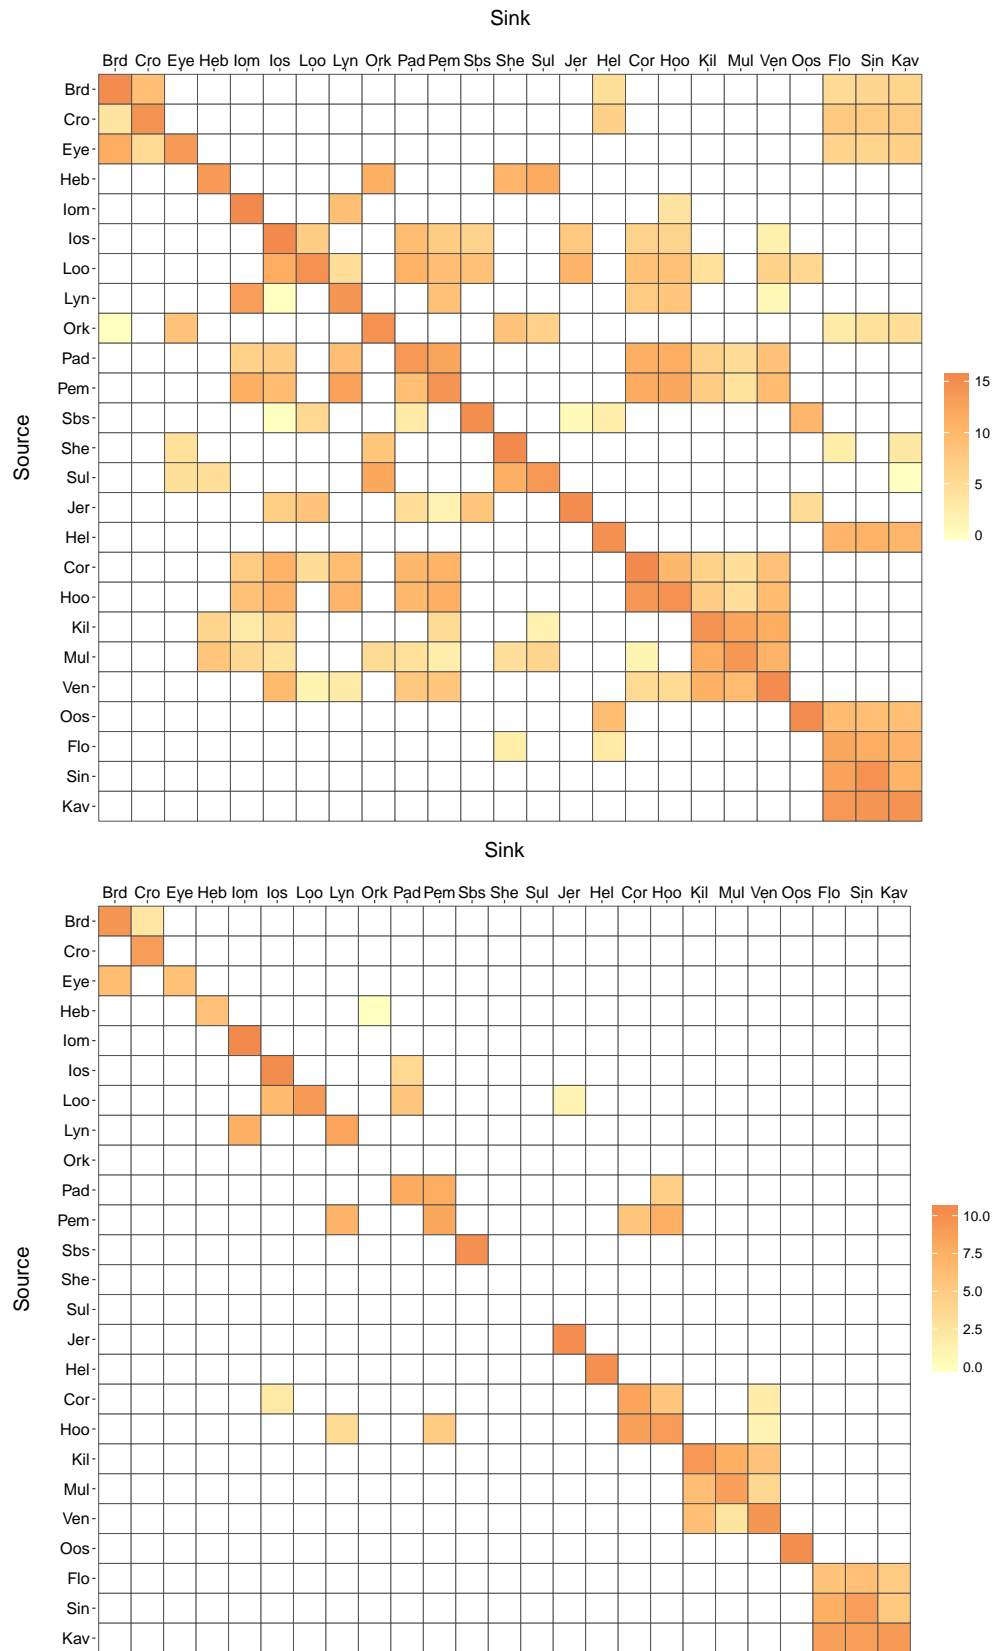 Sink
Brd Cro Eye Heb Iom Ios Loo Lyn Ork Pad Pem Sbs She Sul Jer Hel Cor Hoo Kil Mul Ven Oos Flo Sin Kav
Brd
Cro
Eye
Heb
Iom
Ios
Loo
Lyn
Ork
Pad
Pem
Sbs
She
Sul
Jer
Hel
Cor
Hoo
Kil
Mul
Ven
Oos
Flo
Sin
Kav
Source
15
10
5
0
Sink
Brd Cro Eye Heb Iom Ios Loo Lyn Ork Pad Pem Sbs She Sul Jer Hel Cor Hoo Kil Mul Ven Oos Flo Sin Kav
Brd
Cro
Eye
Heb
Iom
Ios
Loo
Lyn
Ork
Pad
Pem
Sbs
She
Sul
Jer
Hel
Cor
Hoo
Kil
Mul
Ven
Oos
Flo
Sin
Kav
Source
10.0
7.5
5.0
2.5
0.0